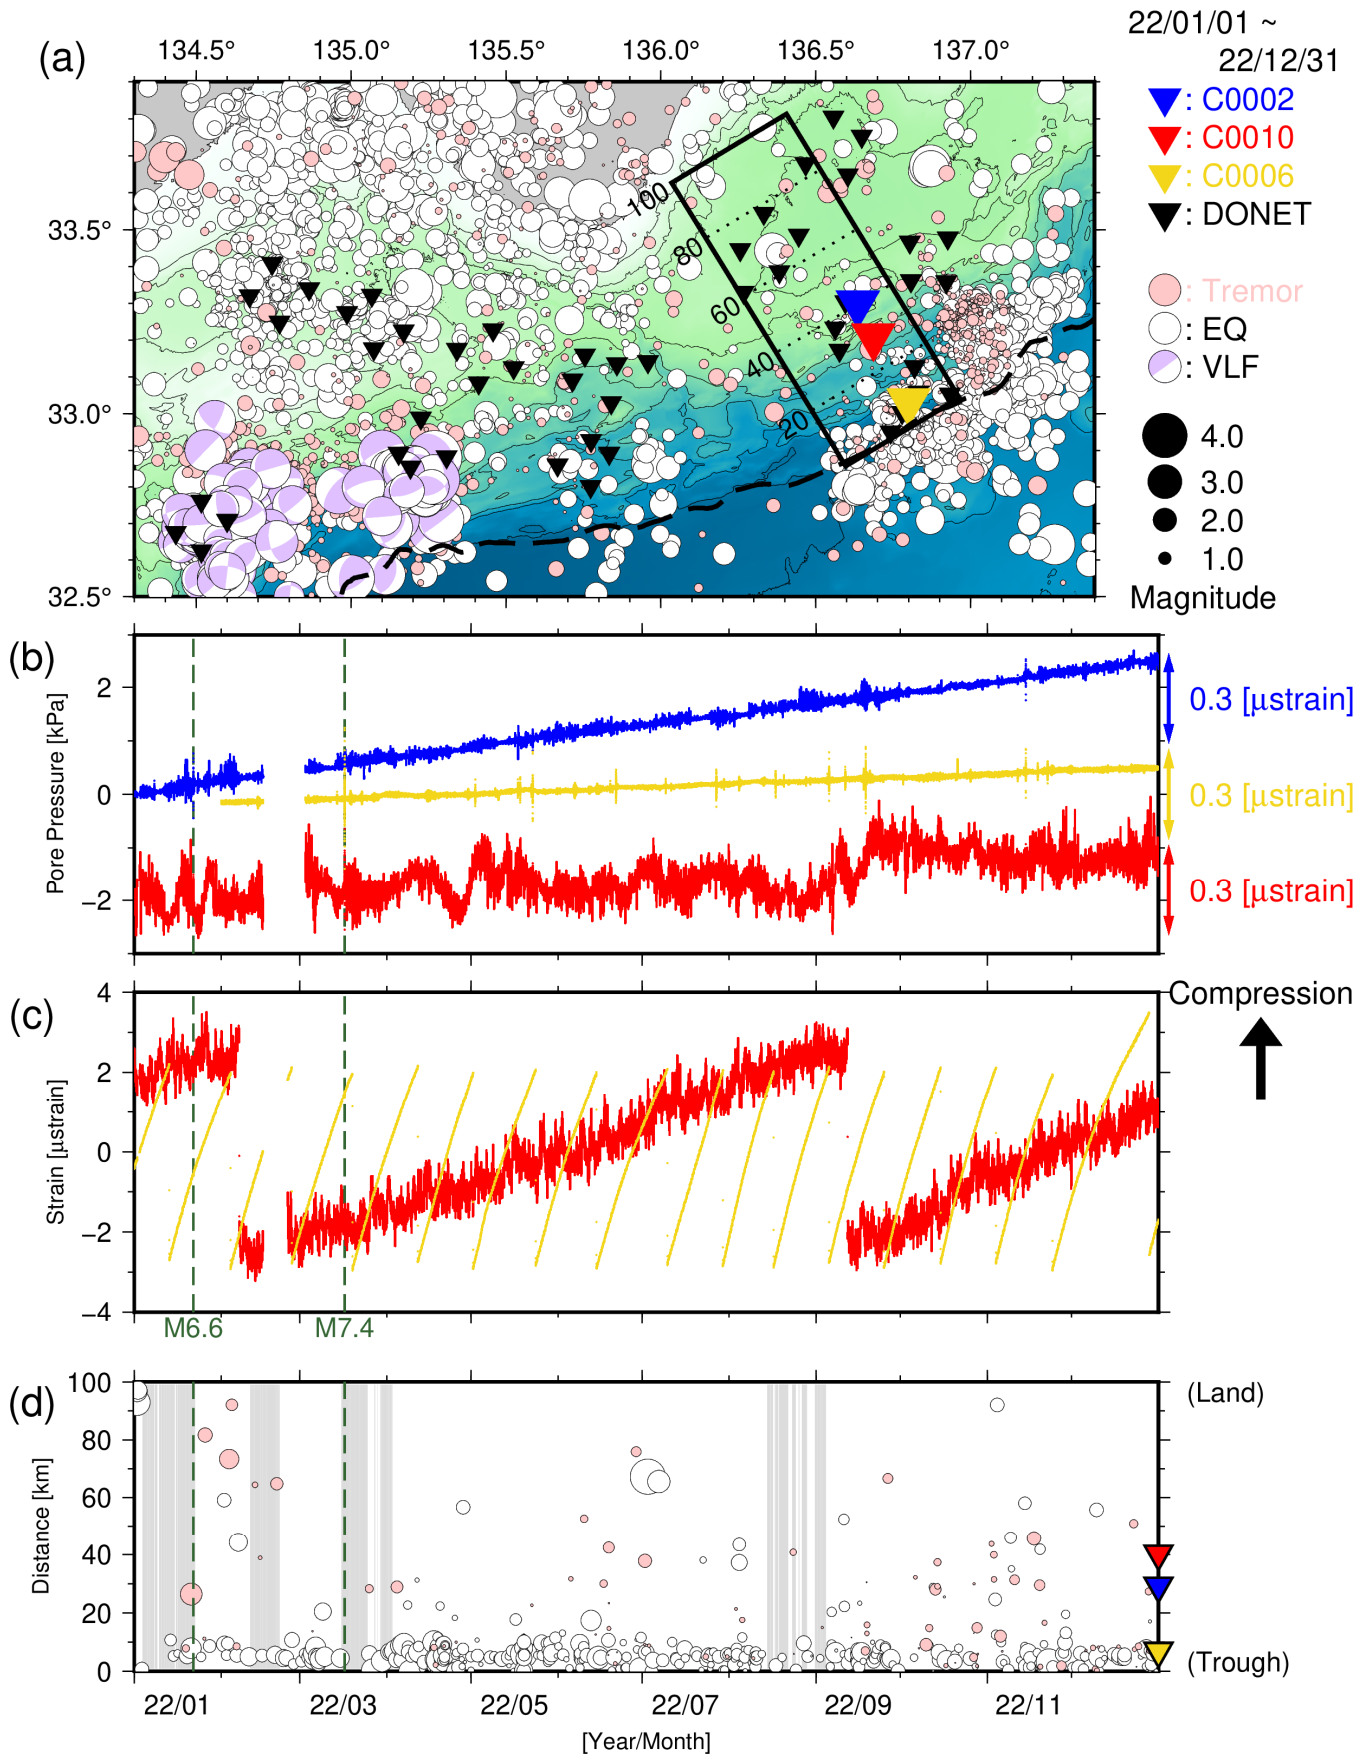 22/01/01 ~
22/12/31
(a)
134.5° 135.0° 135.5° 136.0° 136.5° 137.0°
33.5°
33.0°
32.5°
100
80
60
40
20
: C0002
: C0010
: C0006
: DONET
: Tremor
: EQ
: VLF
4.0
3.0
2.0
1.0
Magnitude
(b)
Pore Pressure [kPa]
2
0
−2
0.3 [μstrain]
0.3 [μstrain]
0.3 [μstrain]
(c)
Strain [μstrain]
4
2
0
−2
−4
Compression
M6.6 M7.4
(d)
Distance [km]
100
80
60
40
20
0
(Land)
(Trough)
22/01 22/03 22/05 22/07 22/09 22/11
[Year/Month]